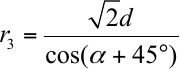 r₃ = √2d / cos(α + 45°)